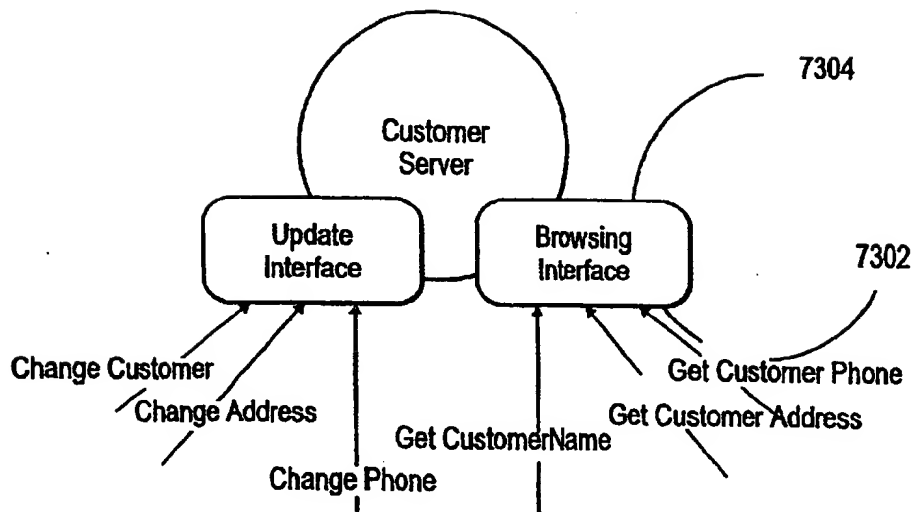 7304
Customer
Server
Update
Interface
Browsing
Interface
7302
Change Customer
Get Customer Phone
Change Address
Get Customer Address
Get CustomerName
Change Phone